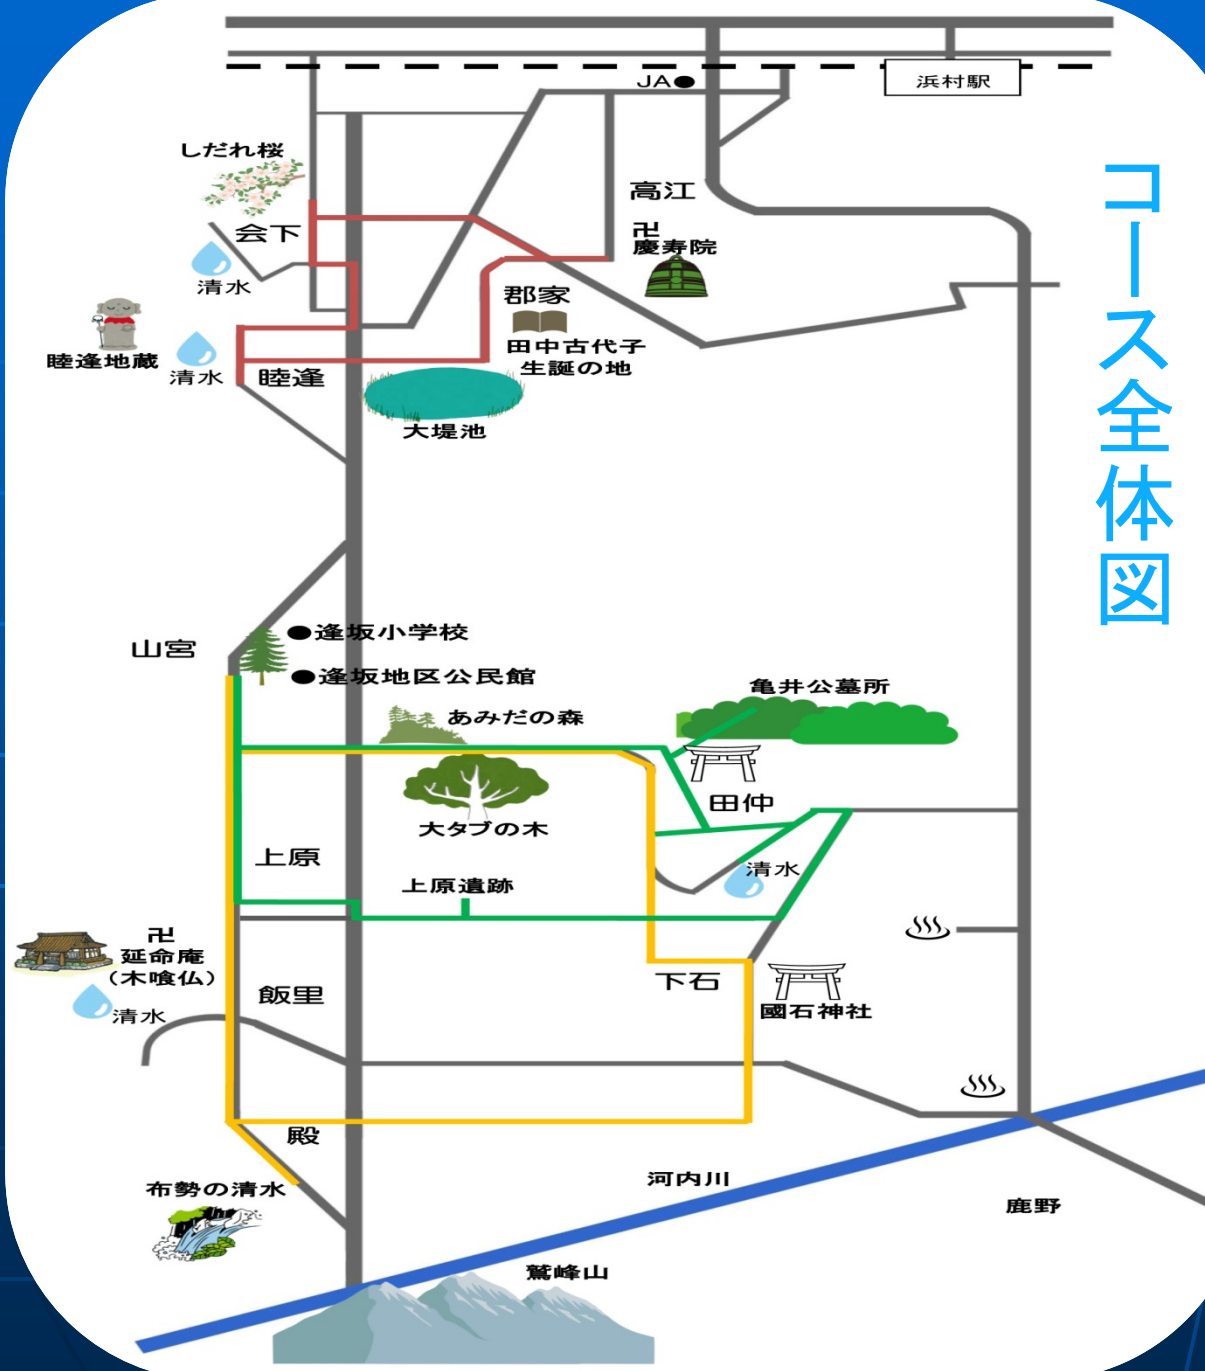 コース全体図
JA●
浜村駅
しだれ桜
高江
卍
慶寿院
会下
清水
郡家
田中古代子
生誕の地
睦逢地蔵
清水
睦逢
大堤池
●逢坂小学校
山宮
●逢坂地区公民館
亀井公墓所
あみだの森
田仲
大タブの木
上原
清水
上原遺跡
卍
延命庵
(木喰仏)
下石
飯里
國石神社
清水
殿
布勢の清水
河内川
鹿野
鷲峰山